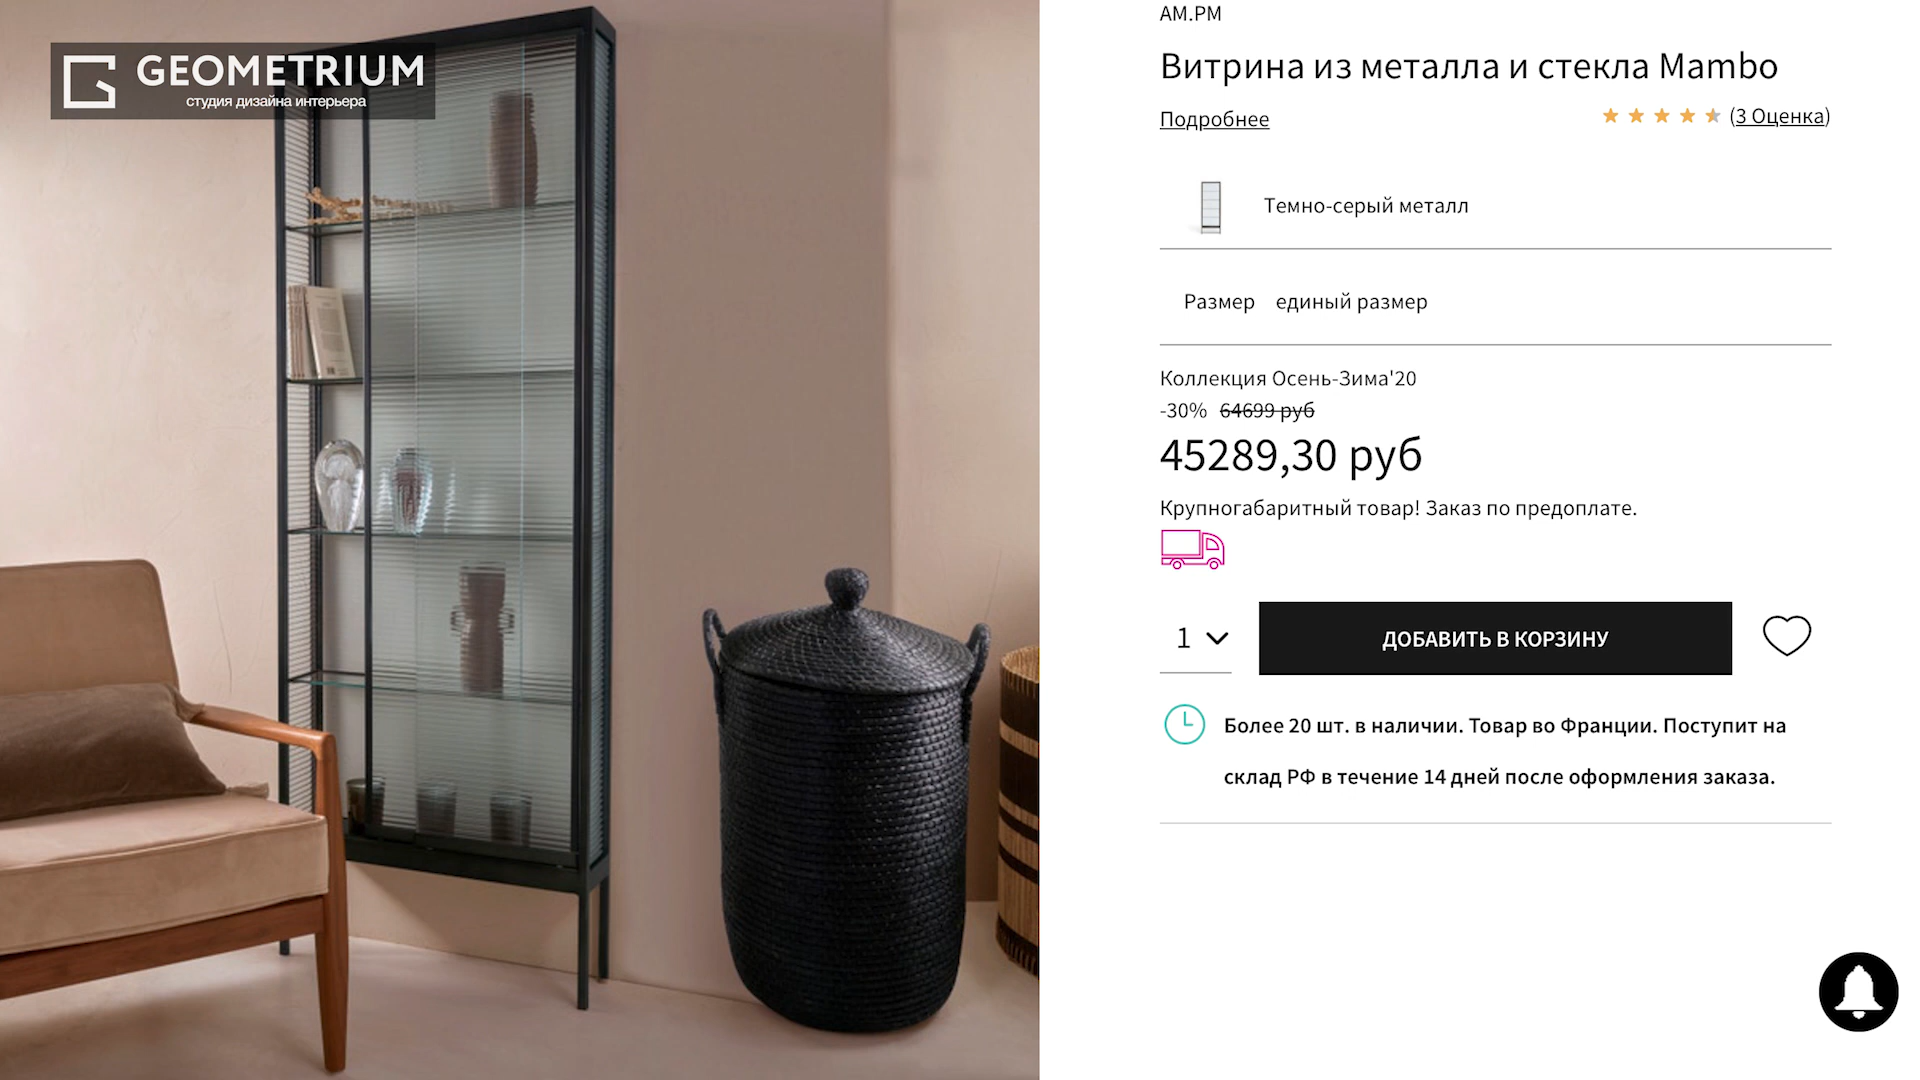 GEOMETRIUM
студия дизайна интерьера
AM.PM
Витрина из металла и стекла Mambo
Подробнее
(3 Оценка)
Темно-серый металл
Размер единый размер
Коллекция Осень-Зима'20
-30% 64699 руб
45289,30 руб
Крупногабаритный товар! Заказ по предоплате.
1
ДОБАВИТЬ В КОРЗИНУ
Более 20 шт. в наличии. Товар во Франции. Поступит на
склад РФ в течение 14 дней после оформления заказа.